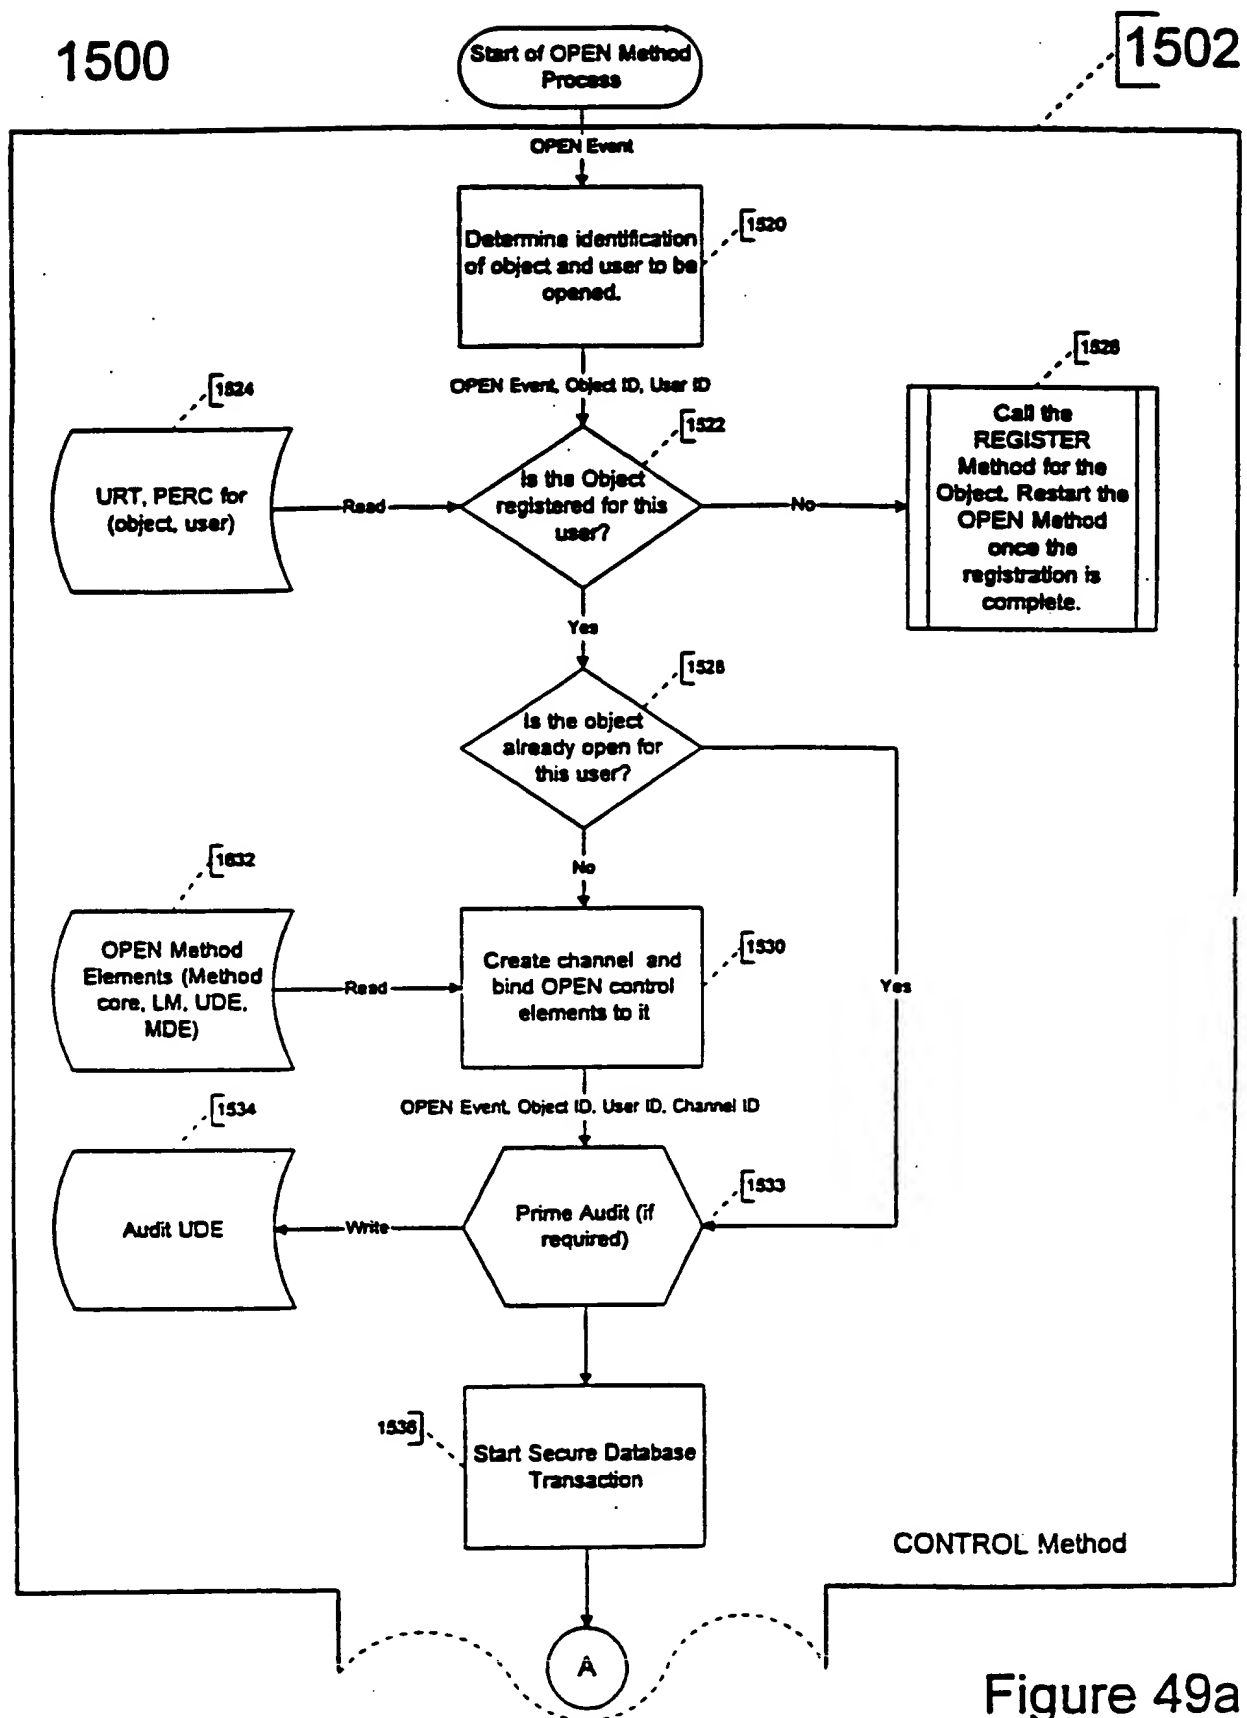 1500
Start of OPEN Method
Process
1502
OPEN Event
Determine identification
of object and user to be
opened.
1520
OPEN Event, Object ID, User ID
1524
1522
1526
URT, PERC for
(object, user)
Read
Is the Object
registered for this
user?
No
Call the
REGISTER
Method for the
Object. Restart the
OPEN Method
once the
registration is
complete.
Yes
1528
Is the object
already open for
this user?
No
Yes
1632
OPEN Method
Elements (Method
core, LM, UDE,
MDE)
Read
Create channel and
bind OPEN control
elements to it
1530
OPEN Event, Object ID, User ID, Channel ID
1534
Audit UDE
Write
Prime Audit (if
required)
1533
1536
Start Secure Database
Transaction
CONTROL Method
A
Figure 49a